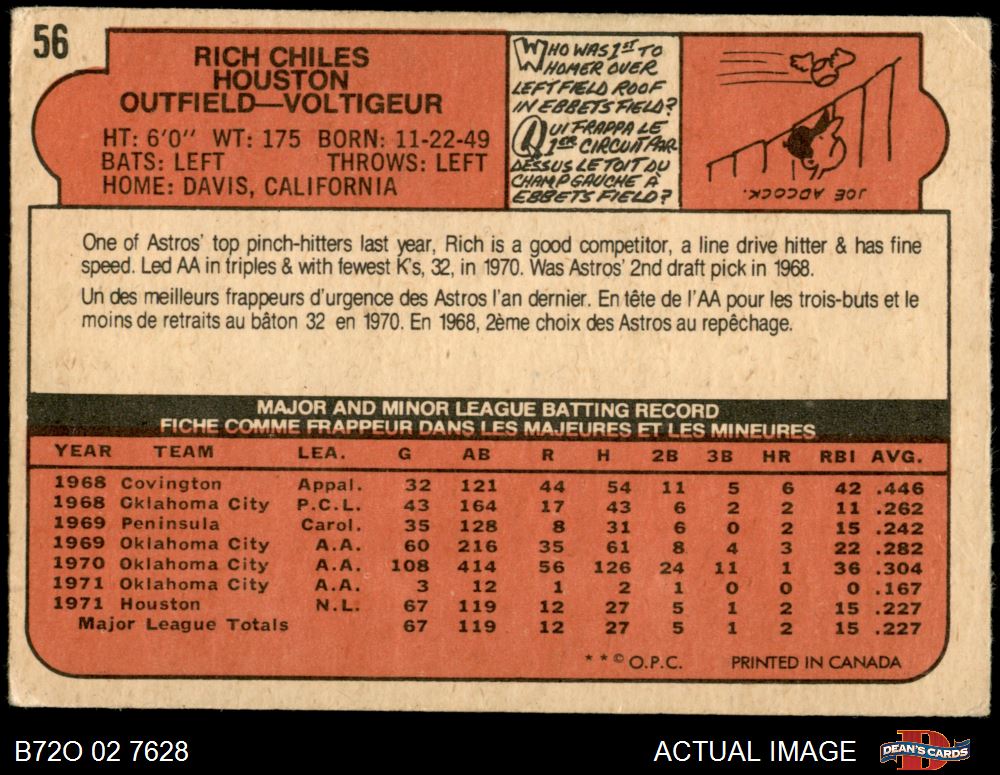 56
RICH CHILES
HOUSTON
OUTFIELD—VOLTIGEUR
HT: 6'0" WT: 175 BORN: 11-22-49
BATS: LEFT THROWS: LEFT
HOME: DAVIS, CALIFORNIA
WHO WAS 1ST TO
HOMER OVER
LEFT FIELD ROOF
IN EBBETS FIELD?
QUI FRAPPA LE
1ER CIRCUIT PAR-
DESSUS LE TOIT DU
CHAMP GAUCHE À
EBBETS FIELD?
JOE ADCOCK.
One of Astros' top pinch-hitters last year, Rich is a good competitor, a line drive hitter & has fine
speed. Led AA in triples & with fewest K's, 32, in 1970. Was Astros' 2nd draft pick in 1968.
Un des meilleurs frappeurs d'urgence des Astros l'an dernier. En tête de l'AA pour les trois-buts et le
moins de retraits au bâton 32 en 1970. En 1968, 2ème choix des Astros au repêchage.
MAJOR AND MINOR LEAGUE BATTING RECORD
FICHE COMME FRAPPEUR DANS LES MAJEURES ET LES MINEURES
YEAR TEAM LEA. G AB R H 2B 3B HR RBI AVG.
1968 Covington Appal. 32 121 44 54 11 5 6 42 .446
1968 Oklahoma City P.C.L. 43 164 17 43 6 2 2 11 .262
1969 Peninsula Carol. 35 128 8 31 6 0 2 15 .242
1969 Oklahoma City A.A. 60 216 35 61 8 4 3 22 .282
1970 Oklahoma City A.A. 108 414 56 126 24 11 1 36 .304
1971 Oklahoma City A.A. 3 12 1 2 1 0 0 0 .167
1971 Houston N.L. 67 119 12 27 5 1 2 15 .227
Major League Totals 67 119 12 27 5 1 2 15 .227
**© O.P.C. PRINTED IN CANADA
B72O 02 7628 ACTUAL IMAGE DEAN'S CARDS